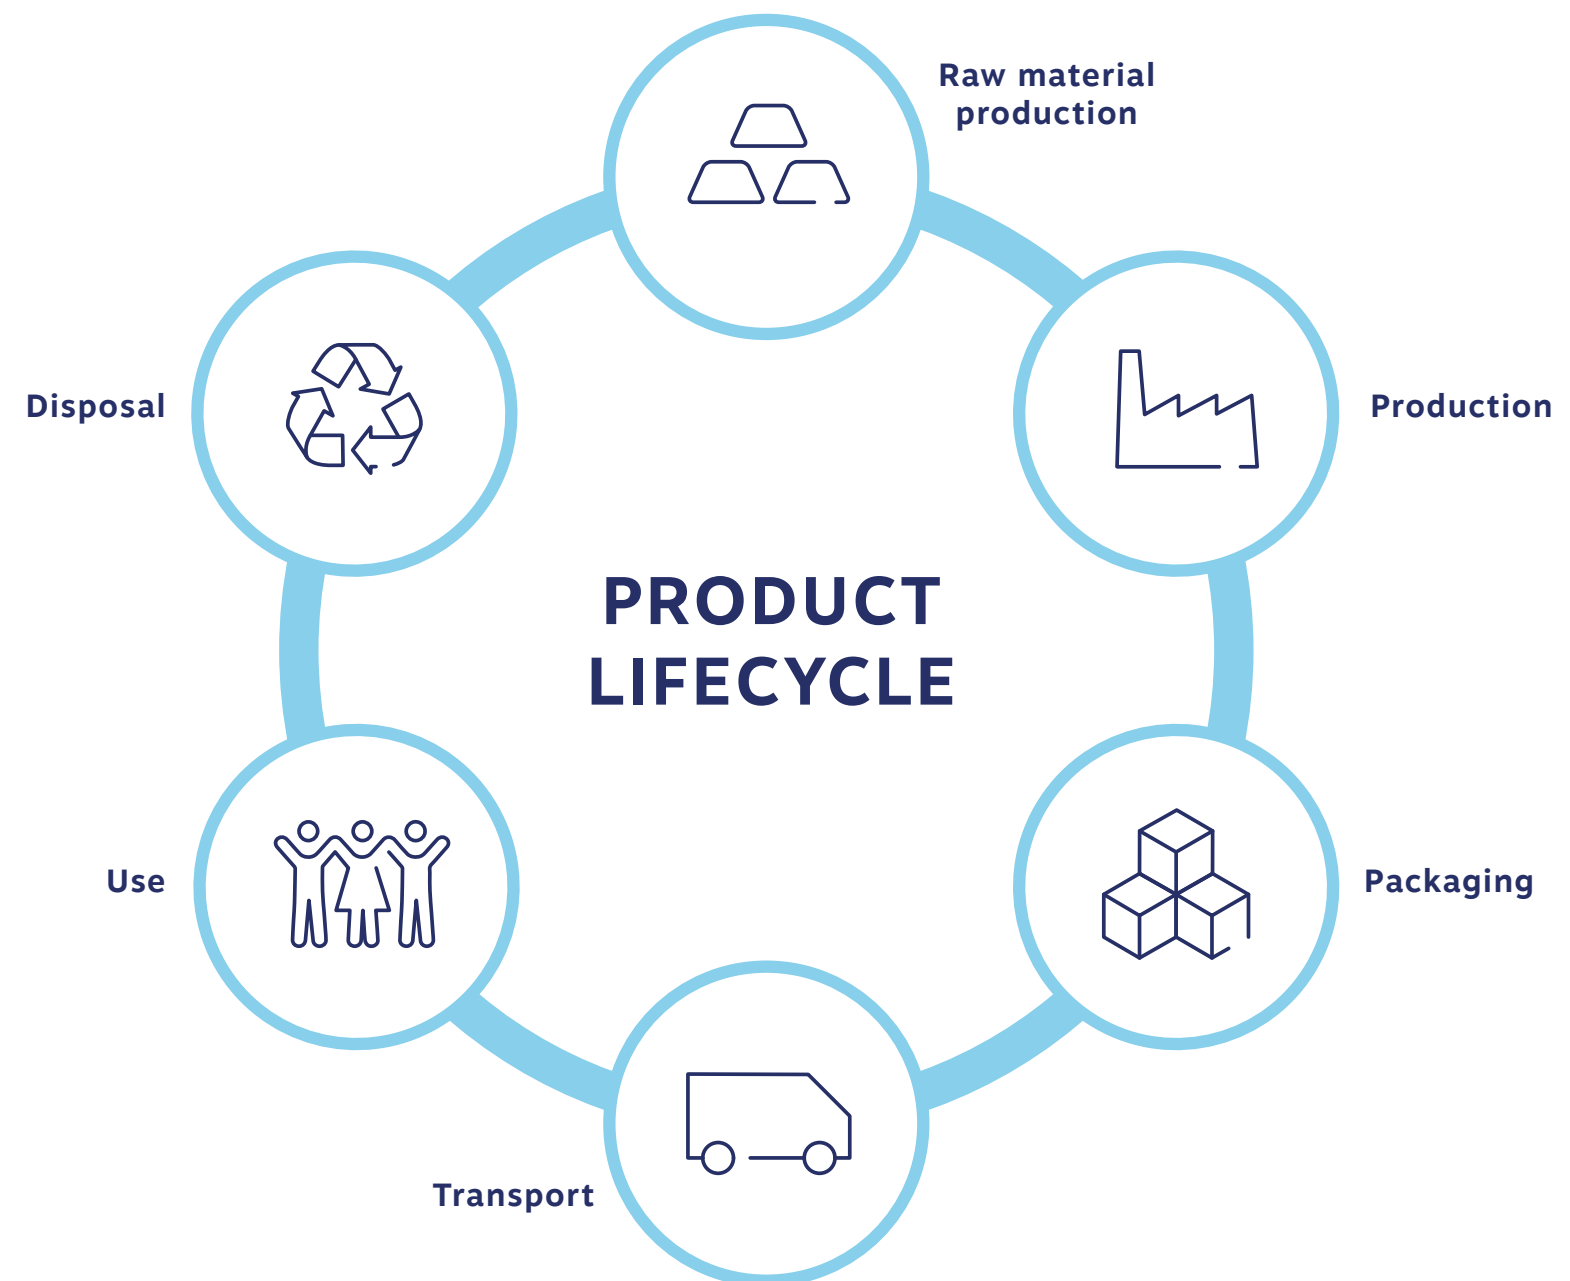 Raw material
production
Disposal
Production
PRODUCT
LIFECYCLE
Use
Packaging
Transport